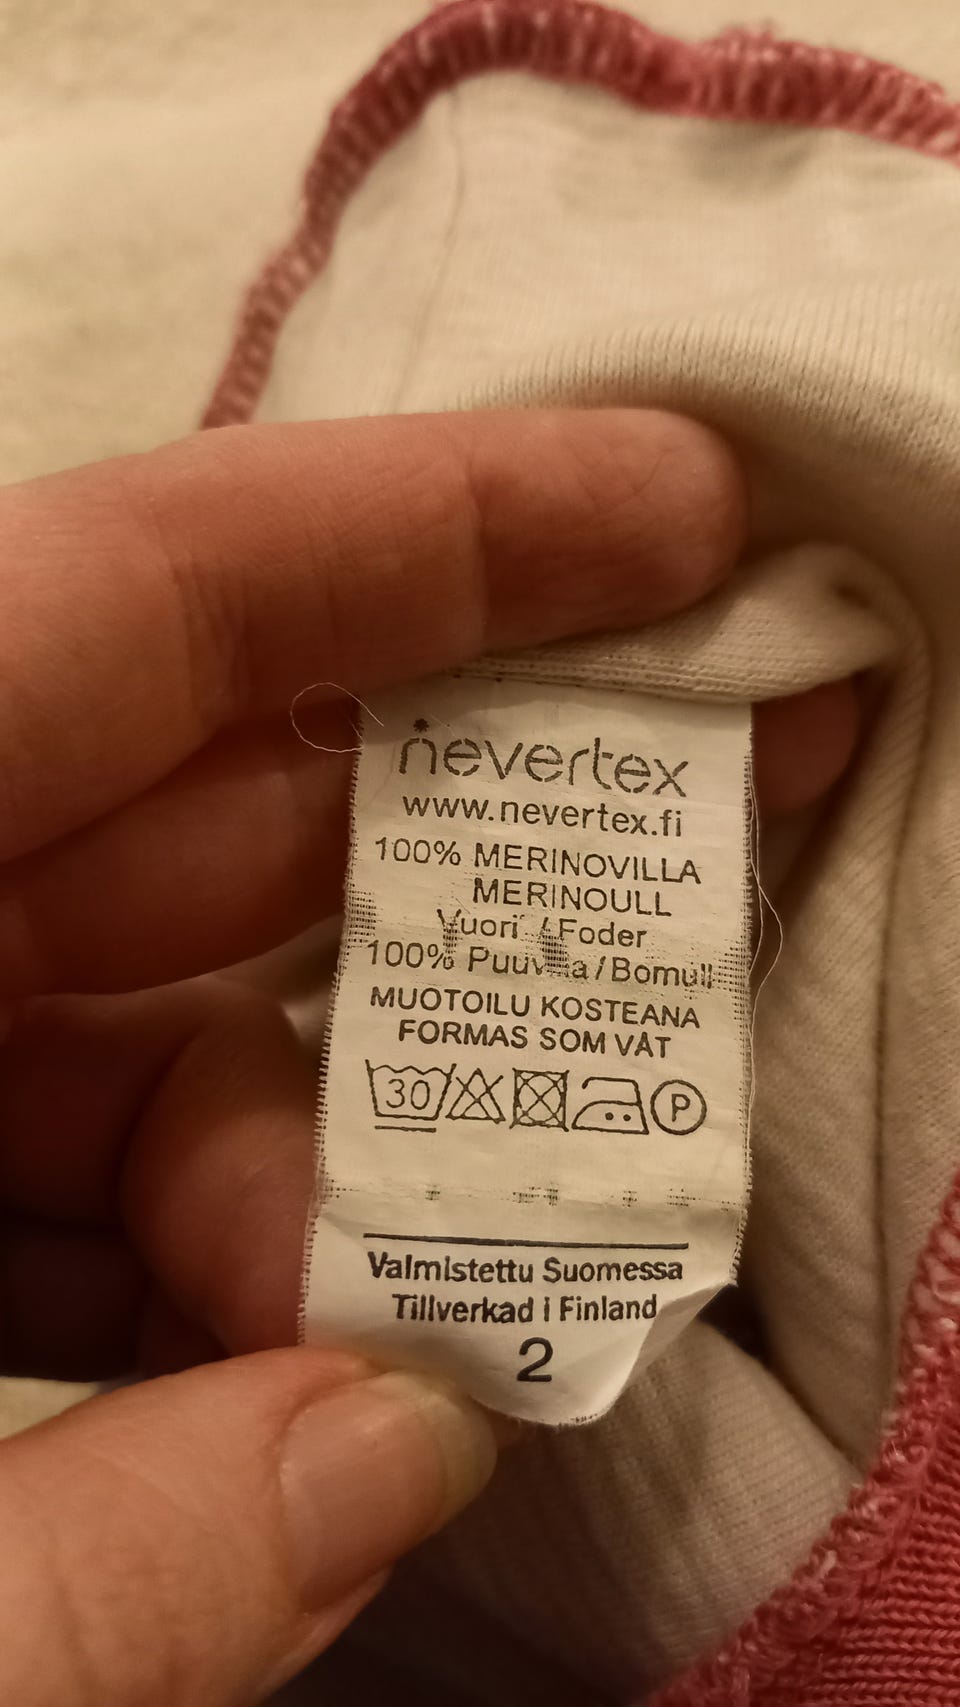 nevertex
www.nevertex.fi
100% MERINOVILLA
MERINOULL
Vuori / Foder
100% Puuvilla / Bomull
MUOTOILU KOSTEANA
FORMAS SOM VÅT
30
P
Valmistettu Suomessa
Tillverkad i Finland
2